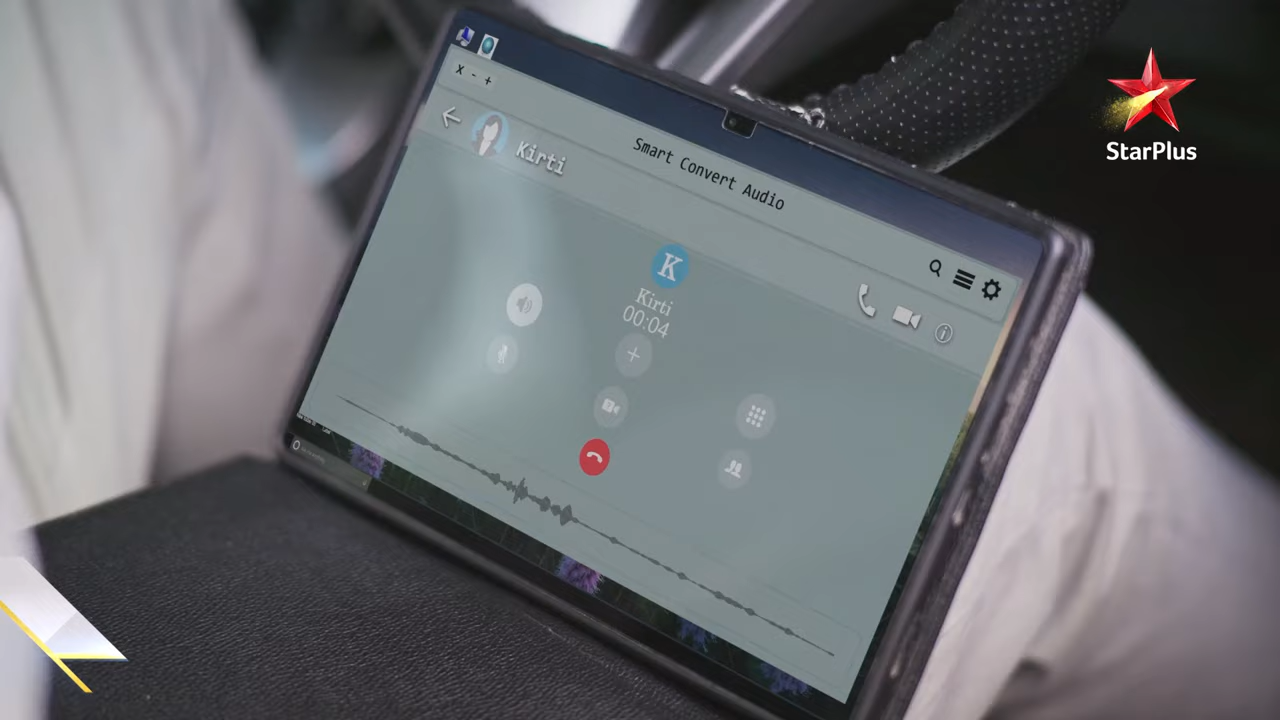 StarPlus
x - +
Smart Convert Audio
Kirti
K
Kirti
00:04